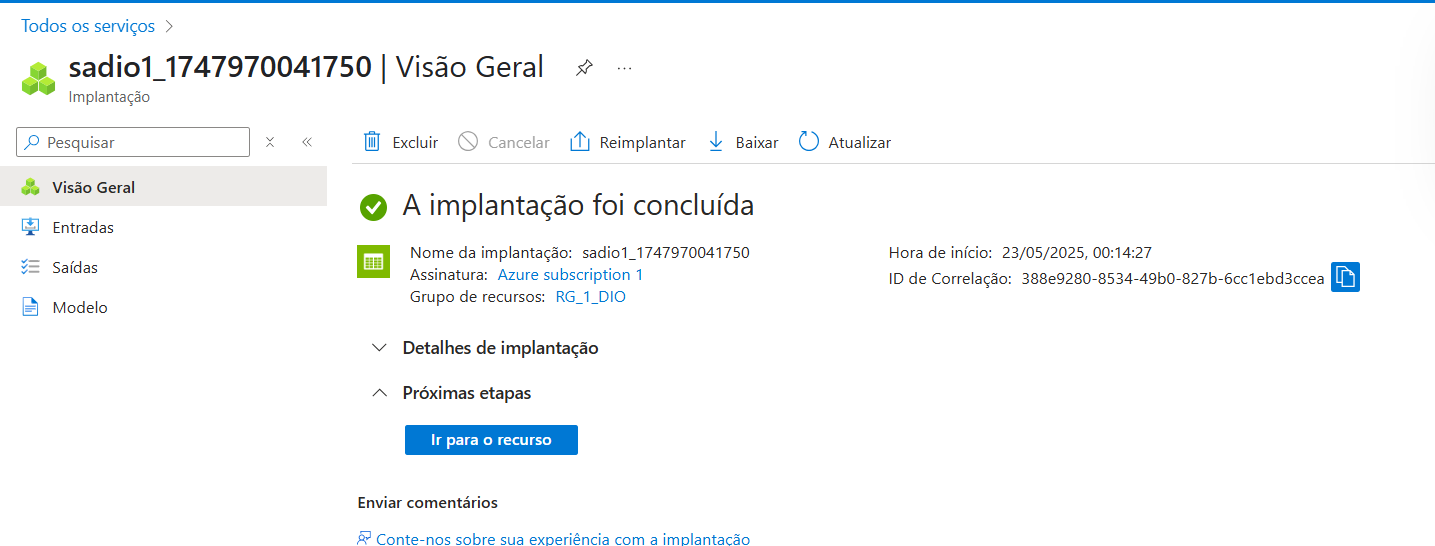 Todos os serviços
sadio1_1747970041750 | Visão Geral
Implantação
Pesquisar
Excluir Cancelar Reimplantar Baixar Atualizar
Visão Geral
Entradas
Saídas
Modelo
A implantação foi concluída
Nome da implantação: sadio1_1747970041750
Assinatura: Azure subscription 1
Grupo de recursos: RG_1_DIO
Hora de início: 23/05/2025, 00:14:27
ID de Correlação: 388e9280-8534-49b0-827b-6cc1ebd3ccea
Detalhes de implantação
Próximas etapas
Ir para o recurso
Enviar comentários
Conte-nos sobre sua experiência com a implantação